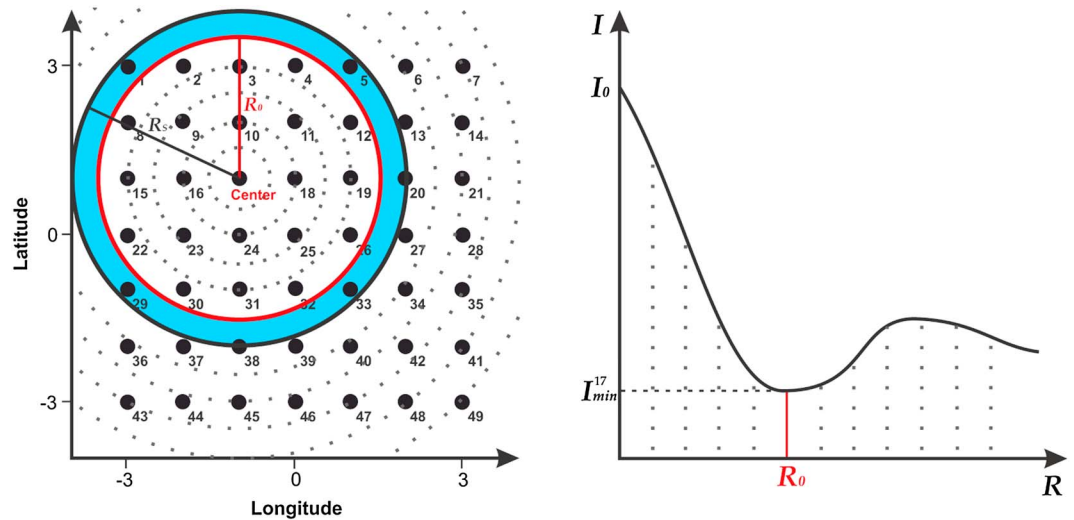 3
1 2 3 4 5 6 7
R₀
R_S
8 9 10 11 12 13 14
15 16 Center 18 19 20 21
Latitude
0
22 23 24 25 26 27 28
29 30 31 32 33 34 35
36 37 38 39 40 42 41
-3
43 44 45 46 47 48 49
-3 0 3
Longitude
I
I₀
I¹⁷min
R₀ R